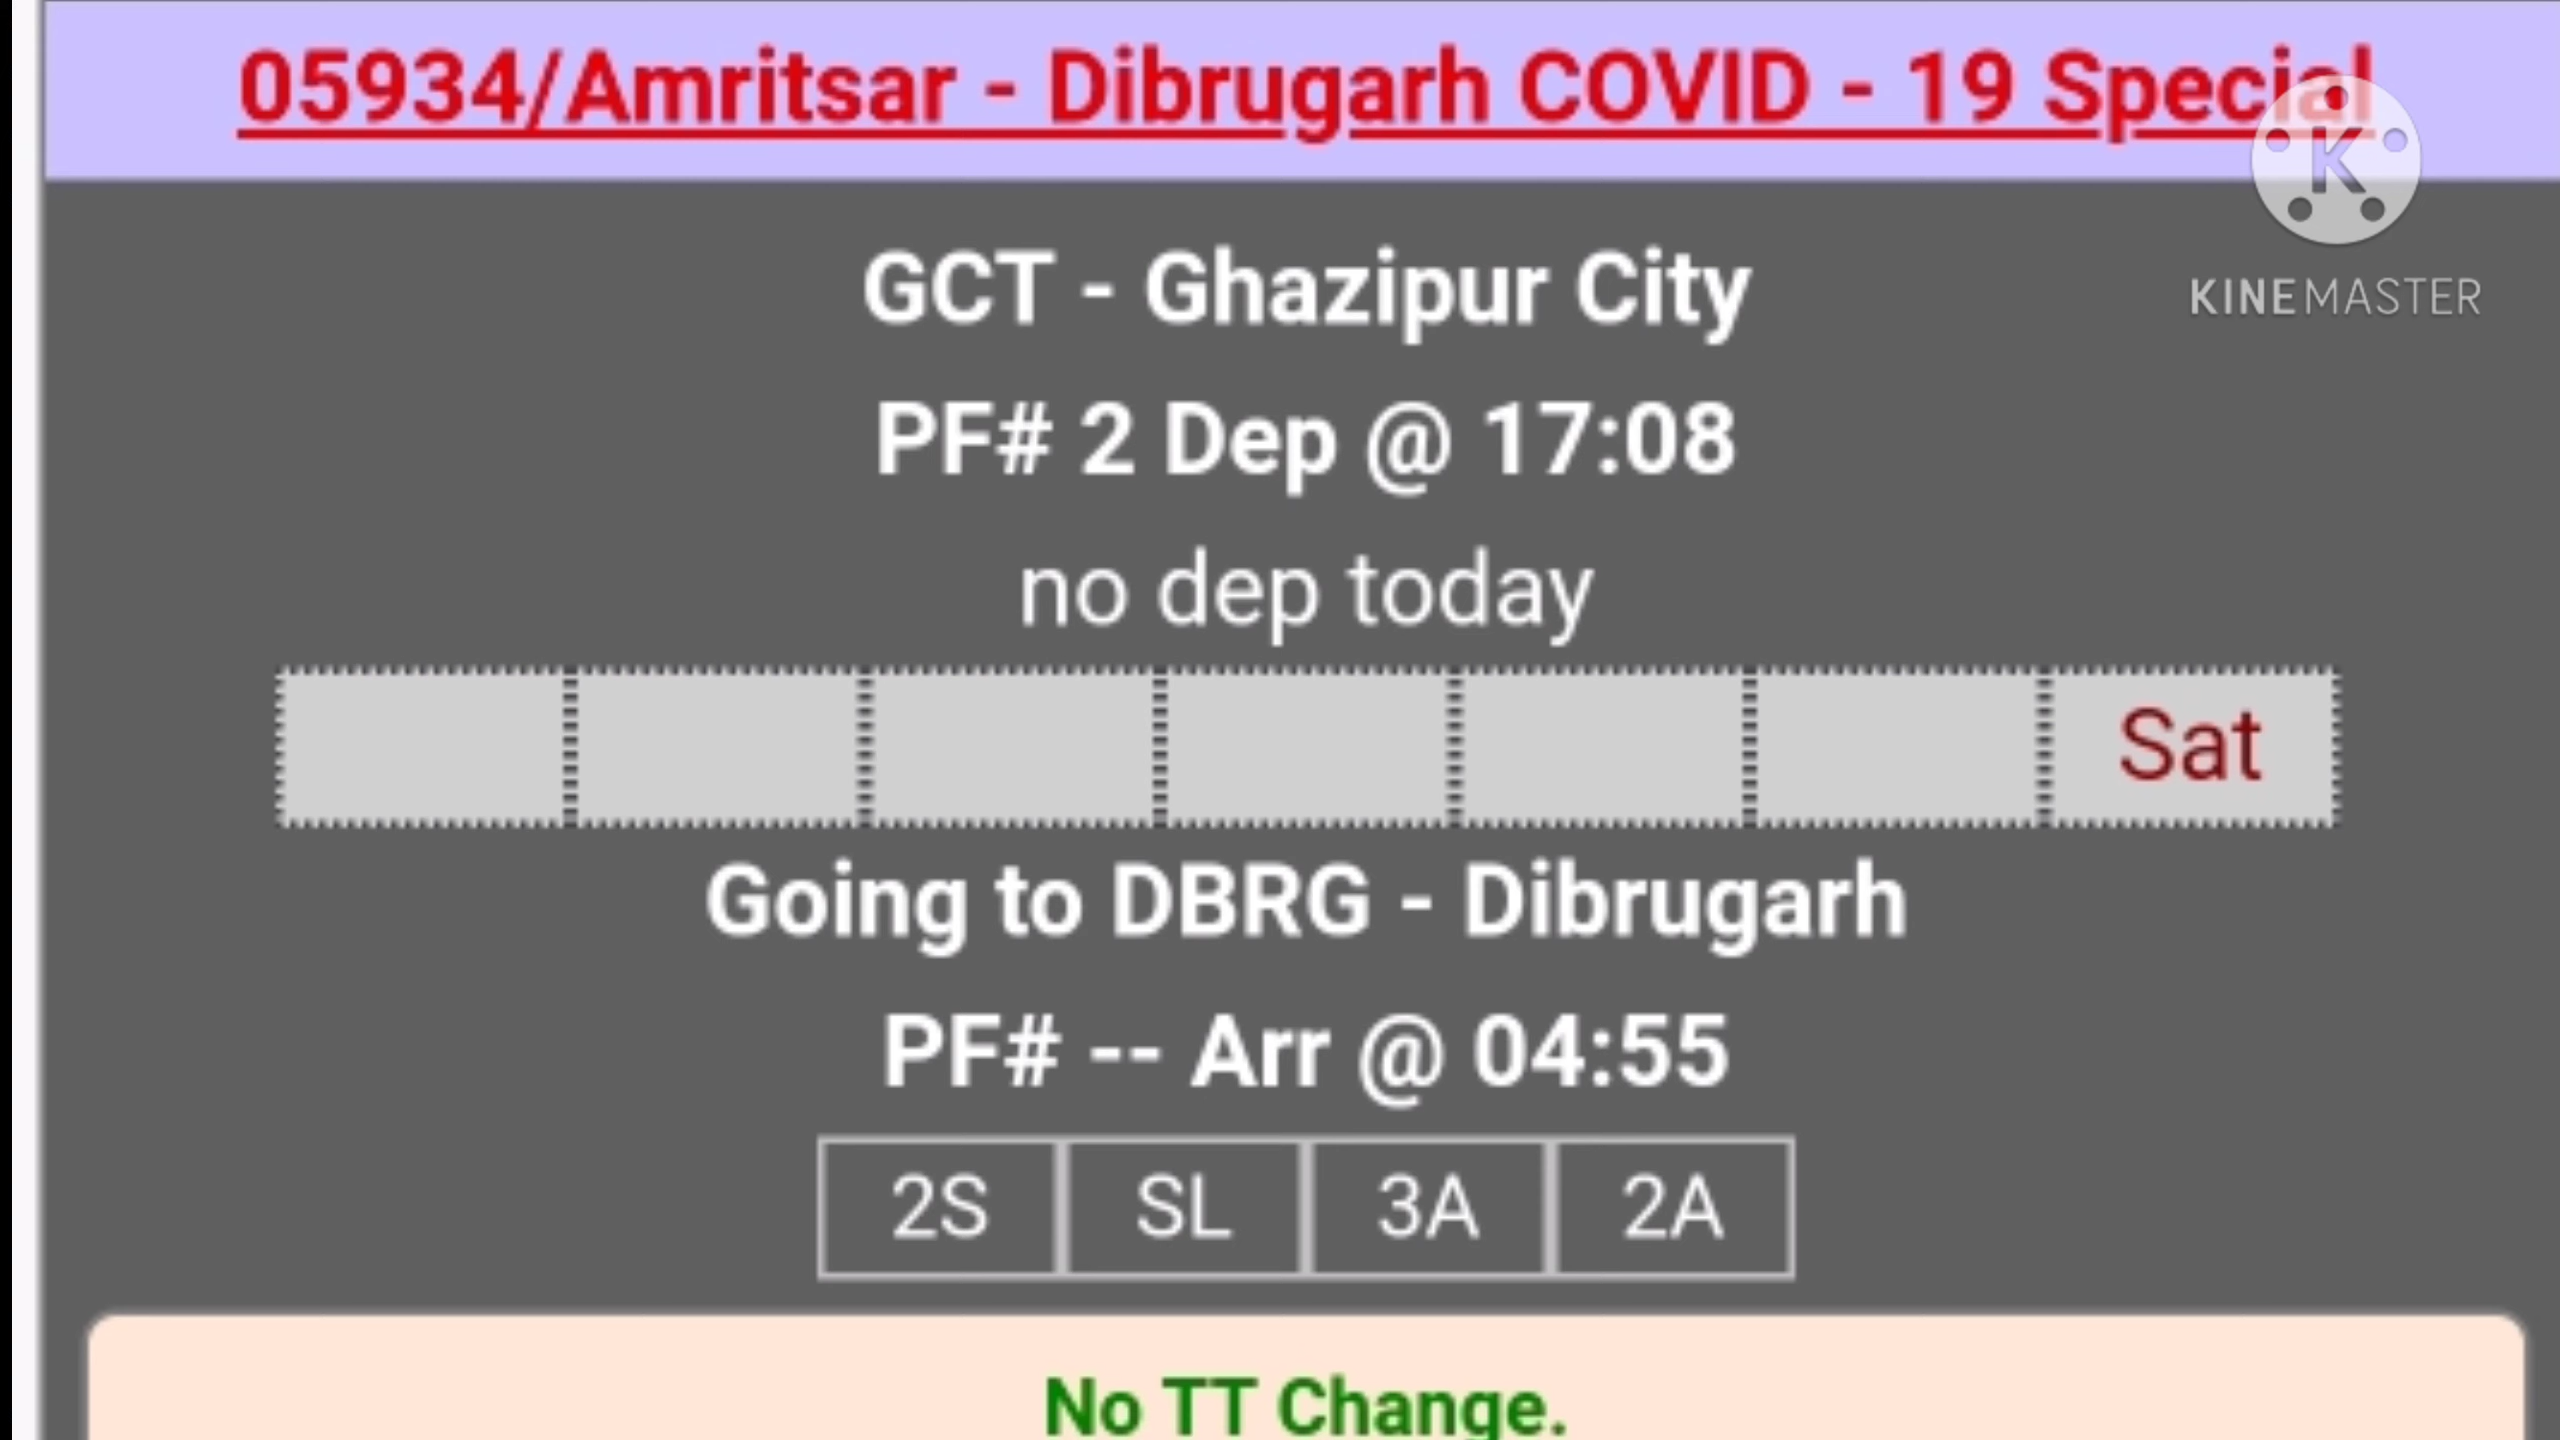 05934/Amritsar - Dibrugarh COVID - 19 Special
K
KINEMASTER
GCT - Ghazipur City
PF# 2 Dep @ 17:08
no dep today
Sat
Going to DBRG - Dibrugarh
PF# -- Arr @ 04:55
2S SL 3A 2A
No TT Change.